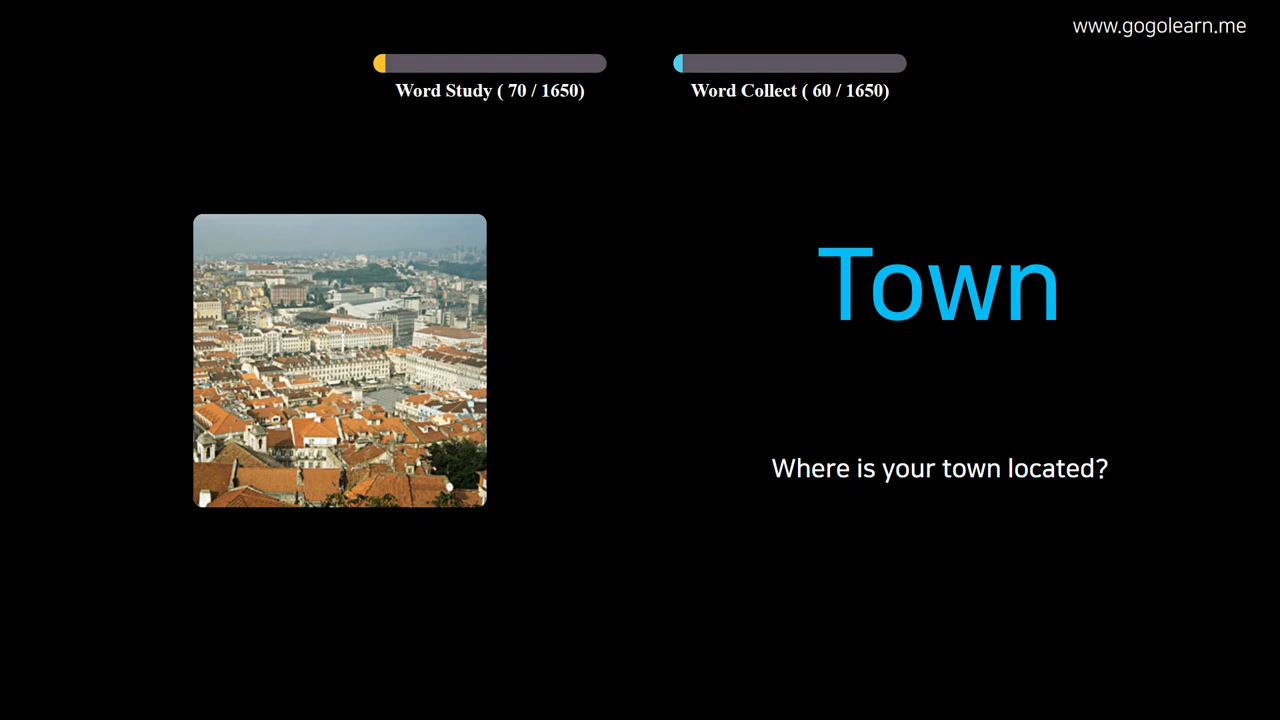 www.gogolearn.me
Word Study ( 70 / 1650)
Word Collect ( 60 / 1650)
Town
Where is your town located?